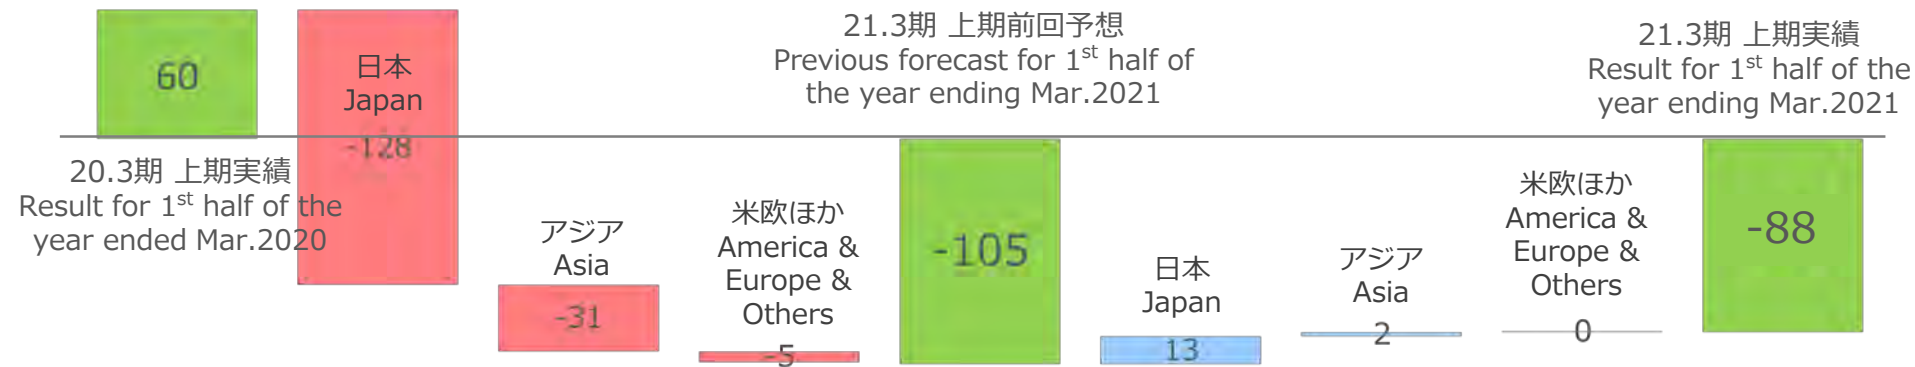 60
20.3期 上期実績
Result for 1st half of the
year ended Mar.2020
日本
Japan
-128
アジア
Asia
-31
米欧ほか
America &
Europe &
Others
-5
21.3期 上期前回予想
Previous forecast for 1st half of
the year ending Mar.2021
-105
日本
Japan
13
アジア
Asia
2
米欧ほか
America &
Europe &
Others
0
21.3期 上期実績
Result for 1st half of the
year ending Mar.2021
-88